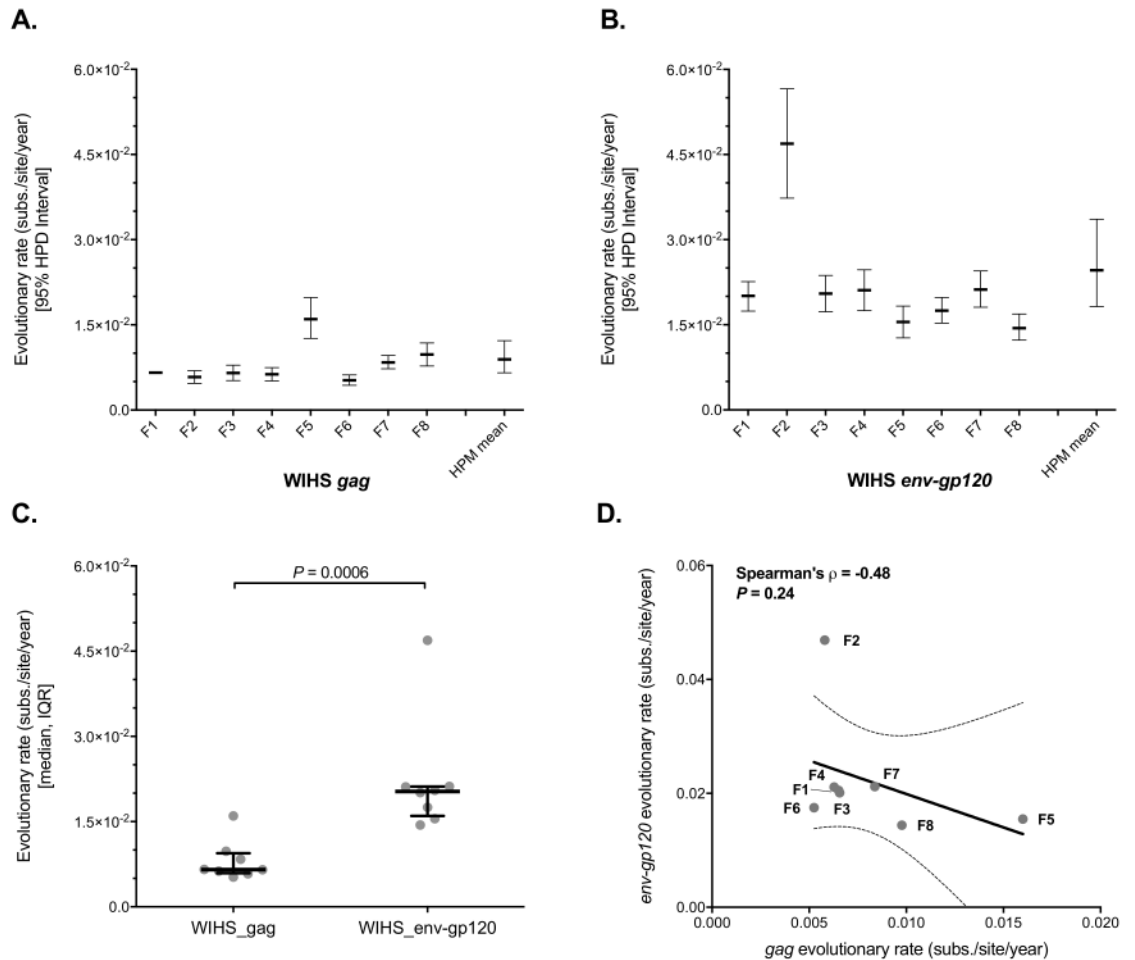 A.
Evolutionary rate (subs./site/year)
[95% HPD Interval]
6.0×10-2
4.5×10-2
3.0×10-2
1.5×10-2
0.0
F1 F2 F3 F4 F5 F6 F7 F8 HPM mean
WIHS gag
B.
Evolutionary rate (subs./site/year)
[95% HPD Interval]
6.0×10-2
4.5×10-2
3.0×10-2
1.5×10-2
0.0
F1 F2 F3 F4 F5 F6 F7 F8 HPM mean
WIHS env-gp120
C.
Evolutionary rate (subs./site/year)
[median, IQR]
6.0×10-2
4.5×10-2
3.0×10-2
1.5×10-2
0.0
P = 0.0006
WIHS_gag WIHS_env-gp120
D.
env-gp120 evolutionary rate (subs./site/year)
0.06
0.04
0.02
0.00
Spearman's ρ = -0.48
P = 0.24
F2
F4 F7
F1
F6 F3
F8 F5
0.000 0.005 0.010 0.015 0.020
gag evolutionary rate (subs./site/year)